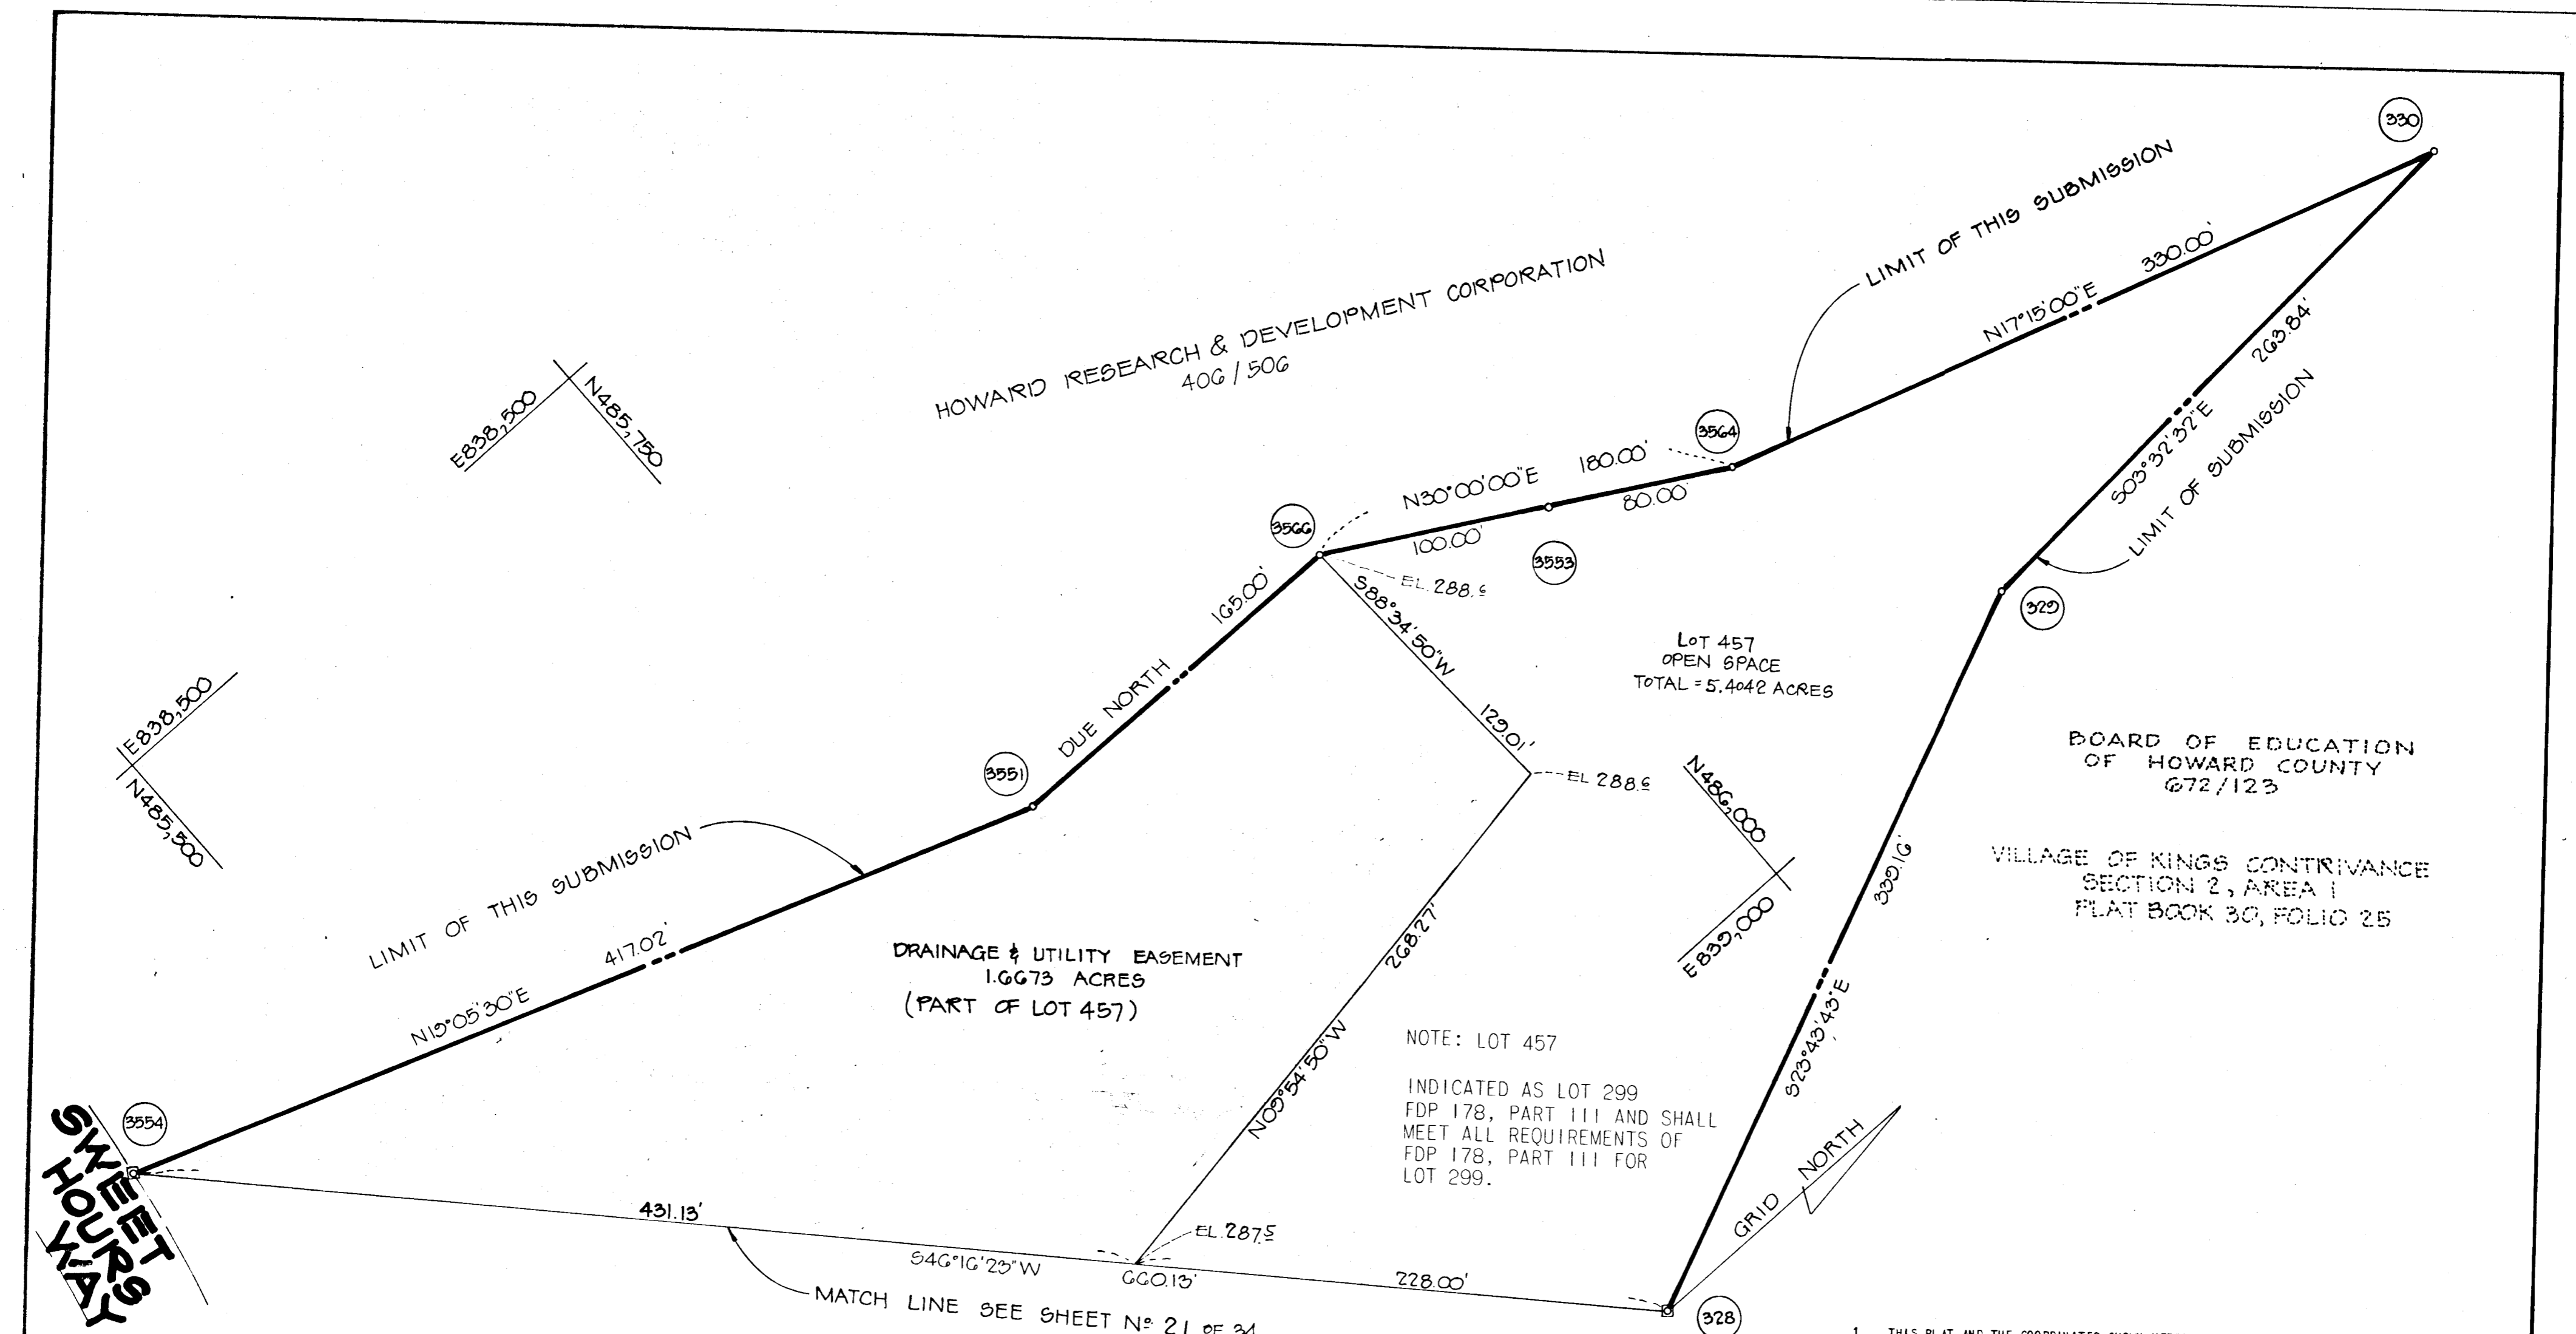 330
LIMIT OF THIS SUBMISSION
330.00'
N17°15'00"E
263.84'
S03°32'32"E
LIMIT OF SUBMISSION
HOWARD RESEARCH & DEVELOPMENT CORPORATION
406/506
E838,500
N485,750
3564
180.00'
N30°00'00"E
80.00'
3566
100.00'
3553
EL.288.6
165.00'
S88°34'50"W
329
LOT 457
OPEN SPACE
TOTAL = 5.4042 ACRES
E838,500
N485,500
DUE NORTH
3551
129.01'
EL 288.6
BOARD OF EDUCATION
OF HOWARD COUNTY
672/123
N486,000
E839,000
VILLAGE OF KINGS CONTRIVANCE
SECTION 2, AREA 1
PLAT BOOK 30, FOLIO 25
339.16'
LIMIT OF THIS SUBMISSION
417.02'
N19°05'30"E
268.27'
DRAINAGE & UTILITY EASEMENT
1.6673 ACRES
(PART OF LOT 457)
N09°54'50"W
S23°43'43"E
NOTE: LOT 457
INDICATED AS LOT 299
FDP 178, PART III AND SHALL
MEET ALL REQUIREMENTS OF
FDP 178, PART III FOR
LOT 299.
GRID NORTH
3554
SWEET
HOURS
WAY
431.13'
EL.287.5
S46°16'23"W
660.13'
228.00'
328
MATCH LINE SEE SHEET Nº 21 OF 34